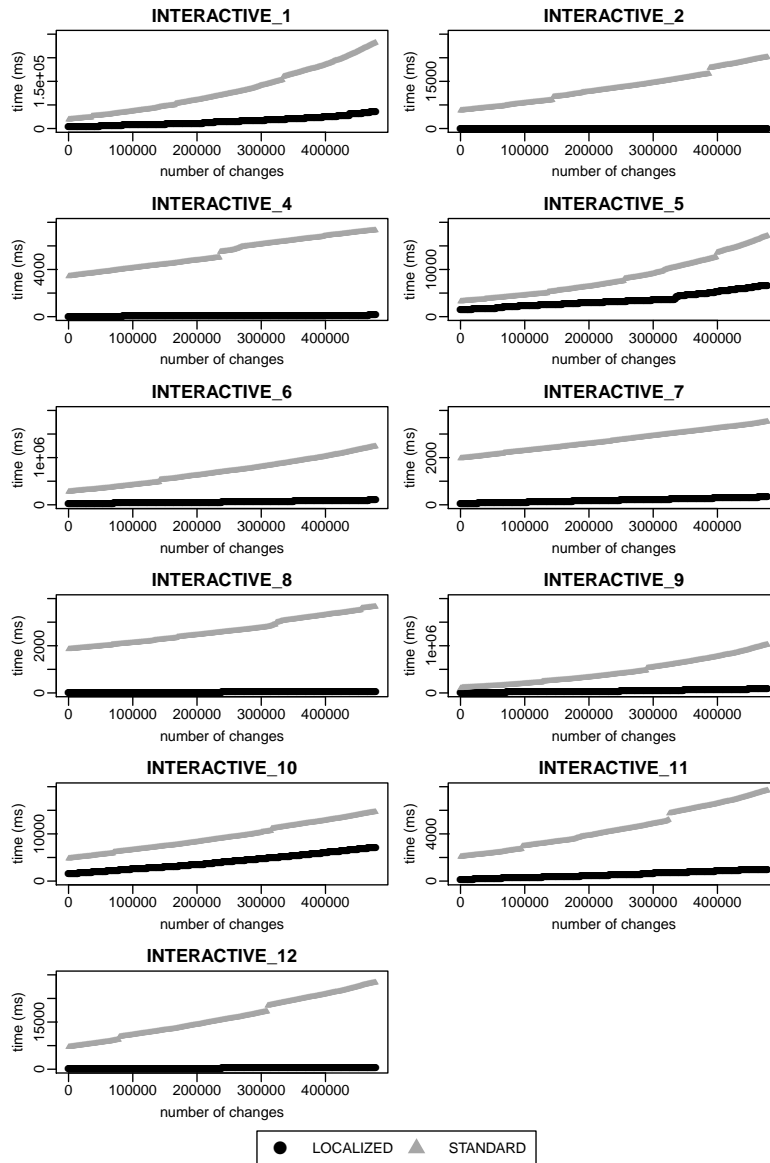 INTERACTIVE_1
time (ms)
0
1.5e+05
0 100000 200000 300000 400000
number of changes
INTERACTIVE_2
time (ms)
0
15000
0 100000 200000 300000 400000
number of changes
INTERACTIVE_4
time (ms)
0
4000
0 100000 200000 300000 400000
number of changes
INTERACTIVE_5
time (ms)
0
10000
0 100000 200000 300000 400000
number of changes
INTERACTIVE_6
time (ms)
0
1e+06
0 100000 200000 300000 400000
number of changes
INTERACTIVE_7
time (ms)
0
2000
0 100000 200000 300000 400000
number of changes
INTERACTIVE_8
time (ms)
0
2000
0 100000 200000 300000 400000
number of changes
INTERACTIVE_9
time (ms)
0
1e+06
0 100000 200000 300000 400000
number of changes
INTERACTIVE_10
time (ms)
0
10000
0 100000 200000 300000 400000
number of changes
INTERACTIVE_11
time (ms)
0
4000
0 100000 200000 300000 400000
number of changes
INTERACTIVE_12
time (ms)
0
15000
0 100000 200000 300000 400000
number of changes
LOCALIZED STANDARD